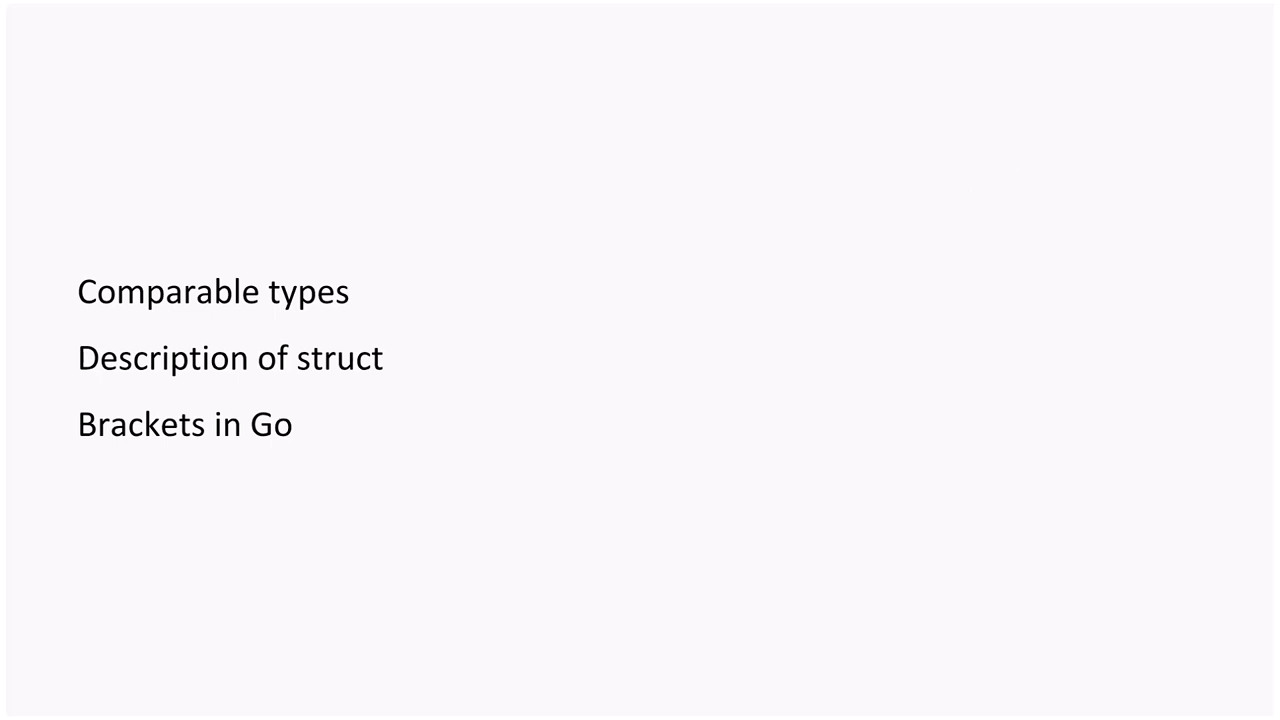 Comparable types
Description of struct
Brackets in Go